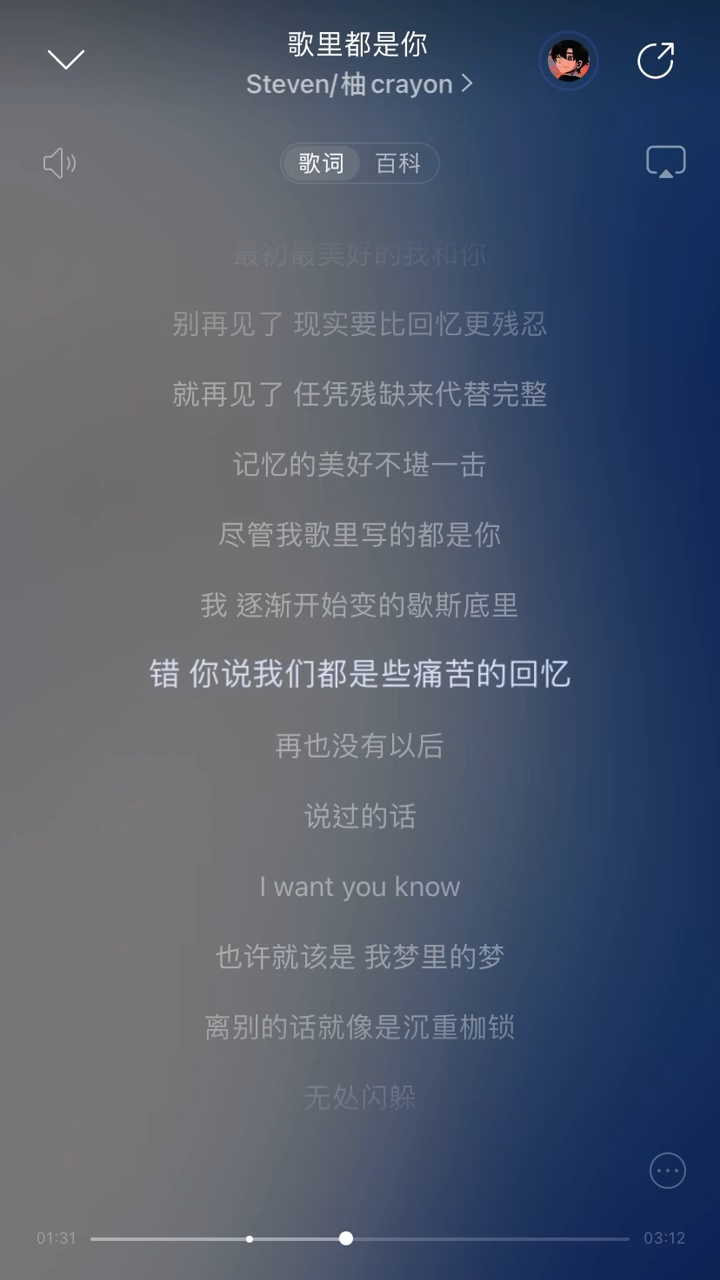 歌里都是你
Steven/柚crayon
歌词 百科
最初最美好的我和你
别再见了 现实要比回忆更残忍
就再见了 任凭残缺来代替完整
记忆的美好不堪一击
尽管我歌里写的都是你
我 逐渐开始变的歇斯底里
错 你说我们都是些痛苦的回忆
再也没有以后
说过的话
I want you know
也许就该是 我梦里的梦
离别的话就像是沉重枷锁
无处闪躲
01:31 03:12